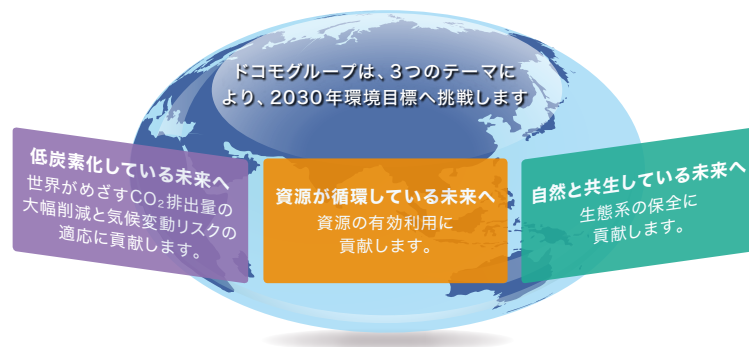 ドコモグループは、3つのテーマに
より、2030年環境目標へ挑戦します
低炭素化している未来へ
世界がめざすCO₂排出量の
大幅削減と気候変動リスクの
適応に貢献します。
資源が循環している未来へ
資源の有効利用に
貢献します。
自然と共生している未来へ
生態系の保全に
貢献します。